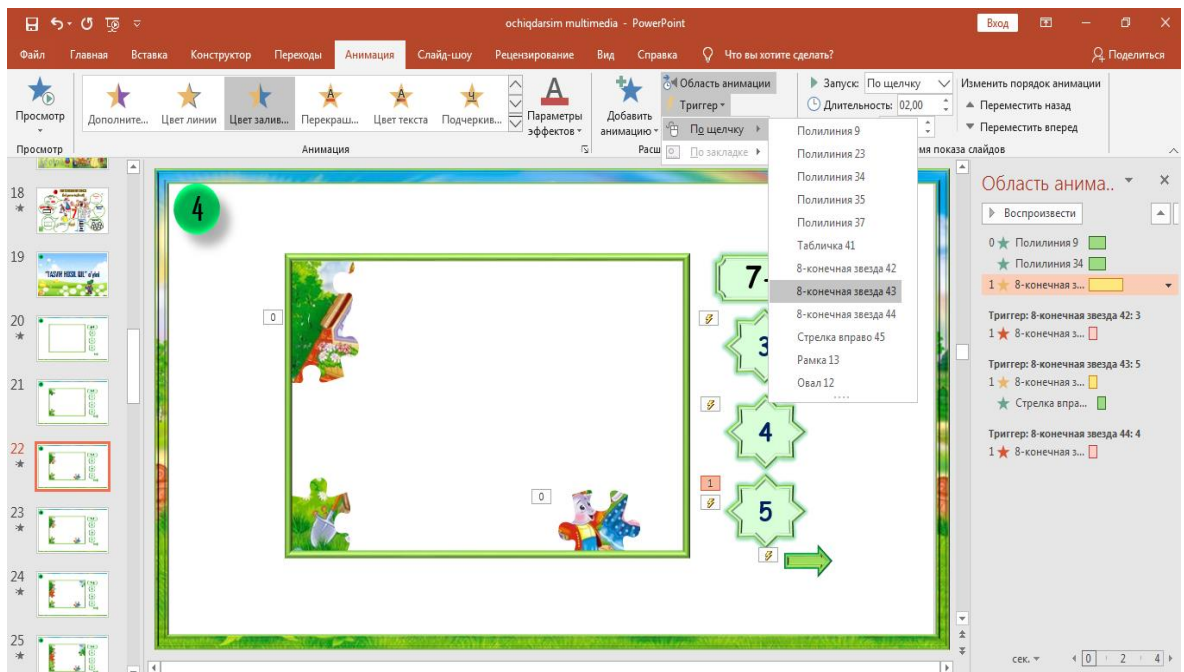 ochiqdarsim multimedia - PowerPoint
Вход
Файл Главная Вставка Конструктор Переходы Анимация Слайд-шоу Рецензирование Вид Справка Что вы хотите сделать? Поделиться
Просмотр
Просмотр
Дополните... Цвет линии Цвет залив... Перекраш... Цвет текста Подчеркив...
Анимация
Параметры
эффектов
Добавить
анимацию
Область анимации
Триггер
По щелчку
По закладке
Расш
Запуск: По щелчку
Длительность: 02,00
Изменить порядок анимации
Переместить назад
Переместить вперед
мя показа слайдов
Полилиния 9
Полилиния 23
Полилиния 34
Полилиния 35
Полилиния 37
Табличка 41
8-конечная звезда 42
8-конечная звезда 43
8-конечная звезда 44
Стрелка вправо 45
Рамка 13
Овал 12
18
19
20
21
22
23
24
25
4
0
0
7-
3
4
1
5
Область анима..
Воспроизвести
0 Полилиния 9
Полилиния 34
1 8-конечная з...
Триггер: 8-конечная звезда 42: 3
1 8-конечная з...
Триггер: 8-конечная звезда 43: 5
1 8-конечная з...
Стрелка впра...
Триггер: 8-конечная звезда 44: 4
1 8-конечная з...
сек. 0 2 4